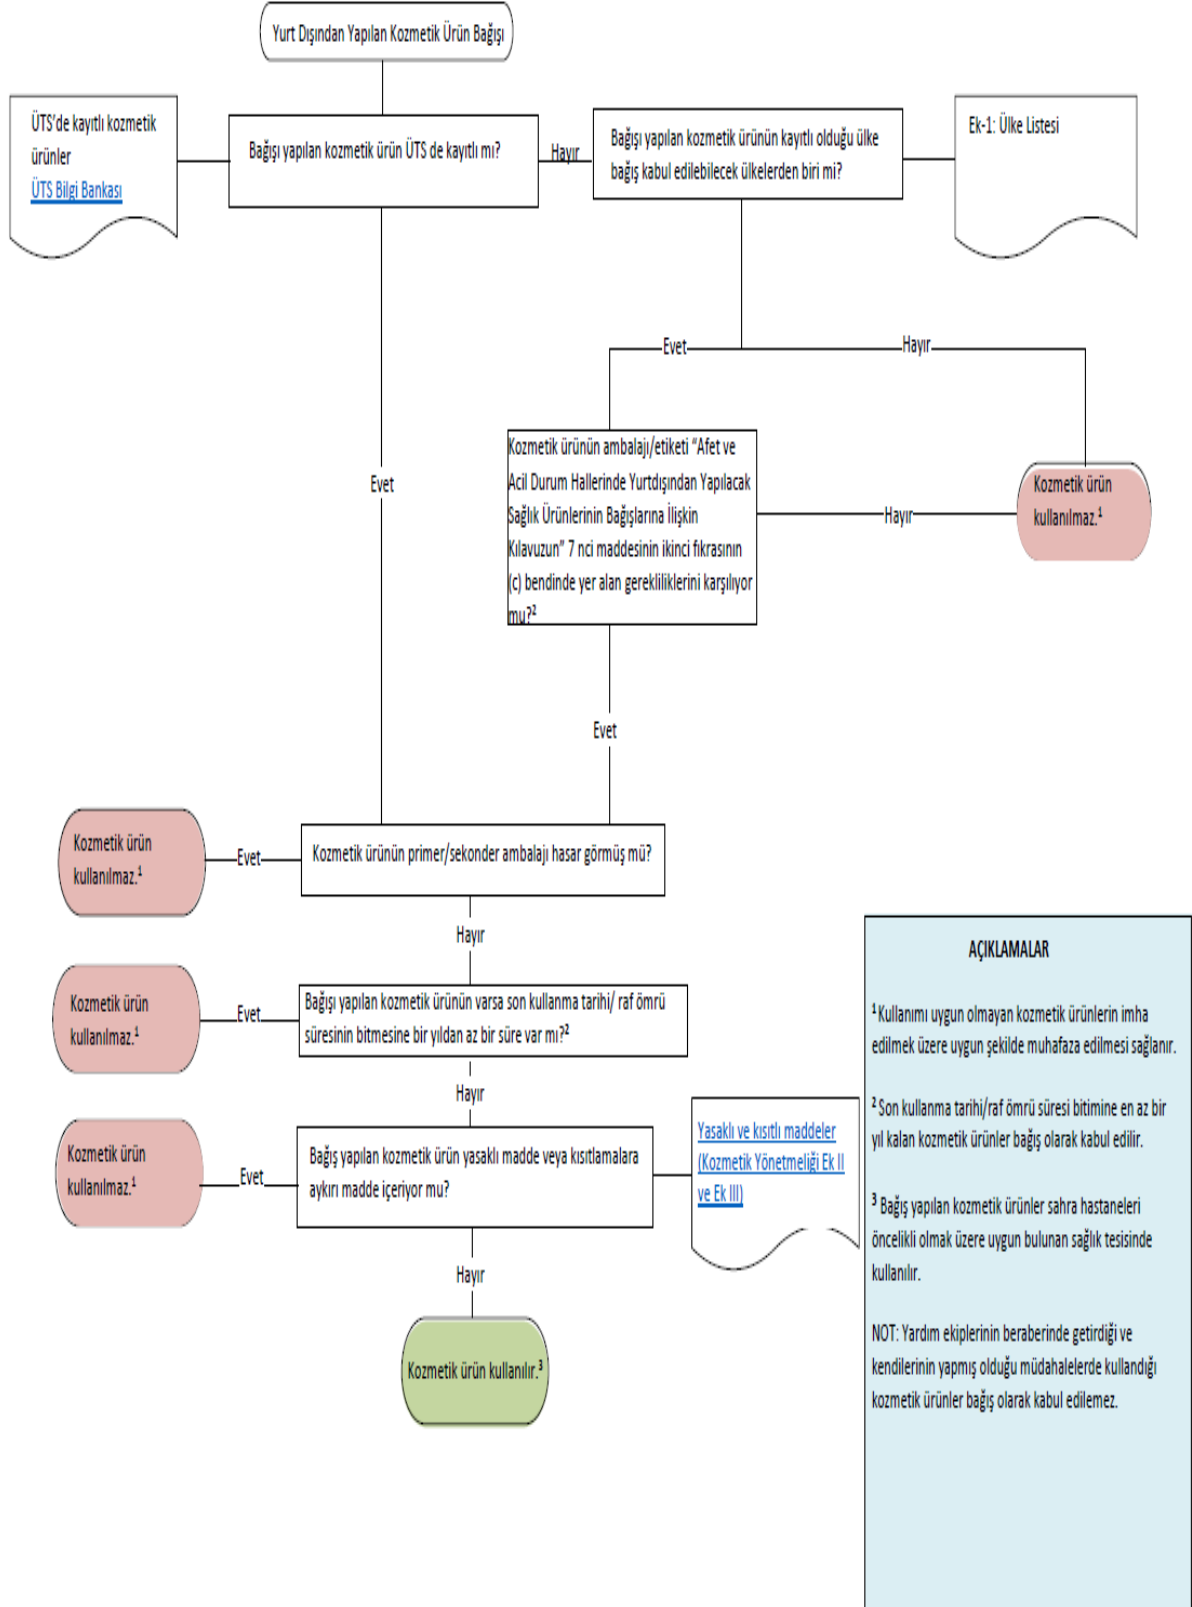 Yurt Dışından Yapılan Kozmetik Ürün Bağışı
ÜTS'de kayıtlı kozmetik
ürünler
ÜTS Bilgi Bankası
Bağışı yapılan kozmetik ürün ÜTS de kayıtlı mı?
Hayır
Bağışı yapılan kozmetik ürünün kayıtlı olduğu ülke
bağış kabul edilebilecek ülkelerden biri mi?
Ek-1: Ülke Listesi
Evet
Hayır
Evet
Kozmetik ürünün ambalajı/etiketi “Afet ve
Acil Durum Hallerinde Yurtdışından Yapılacak
Sağlık Ürünlerinin Bağışlarına İlişkin
Kılavuzun” 7 nci maddesinin ikinci fıkrasının
(c) bendinde yer alan gerekliliklerini karşılıyor
mu?²
Hayır
Kozmetik ürün
kullanılmaz.¹
Evet
Kozmetik ürün
kullanılmaz.¹
Evet
Kozmetik ürünün primer/sekonder ambalajı hasar görmüş mü?
Hayır
Kozmetik ürün
kullanılmaz.¹
Evet
Bağışı yapılan kozmetik ürünün varsa son kullanma tarihi/ raf ömrü
süresinin bitmesine bir yıldan az bir süre var mı?²
Hayır
Kozmetik ürün
kullanılmaz.¹
Evet
Bağış yapılan kozmetik ürün yasaklı madde veya kısıtlamalara
aykırı madde içeriyor mu?
Yasaklı ve kısıtlı maddeler
(Kozmetik Yönetmeliği Ek II
ve Ek III)
Hayır
Kozmetik ürün kullanılır.³
AÇIKLAMALAR
¹ Kullanımı uygun olmayan kozmetik ürünlerin imha
edilmek üzere uygun şekilde muhafaza edilmesi sağlanır.
² Son kullanma tarihi/raf ömrü süresi bitimine en az bir
yıl kalan kozmetik ürünler bağış olarak kabul edilir.
³ Bağış yapılan kozmetik ürünler sahra hastaneleri
öncelikli olmak üzere uygun bulunan sağlık tesisinde
kullanılır.
NOT: Yardım ekiplerinin beraberinde getirdiği ve
kendilerinin yapmış olduğu müdahalelerde kullandığı
kozmetik ürünler bağış olarak kabul edilemez.